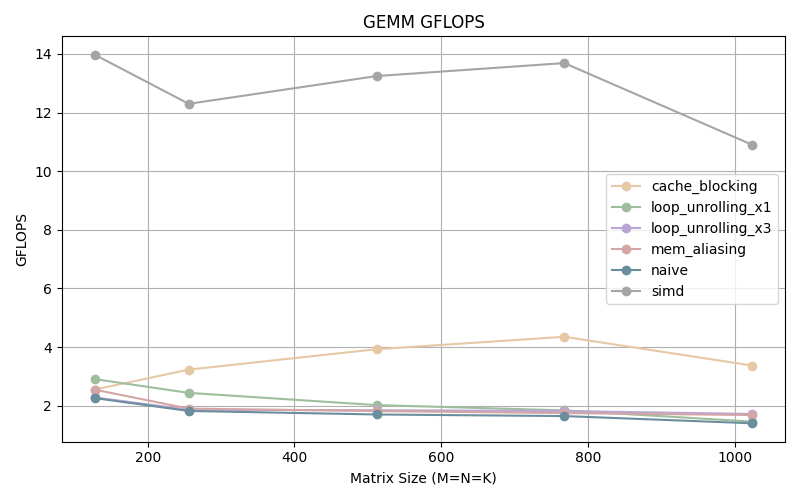 GEMM GFLOPS
14
12
10
8
6
4
2
GFLOPS
cache_blocking
loop_unrolling_x1
loop_unrolling_x3
mem_aliasing
naive
simd
200
400
600
800
1000
Matrix Size (M=N=K)